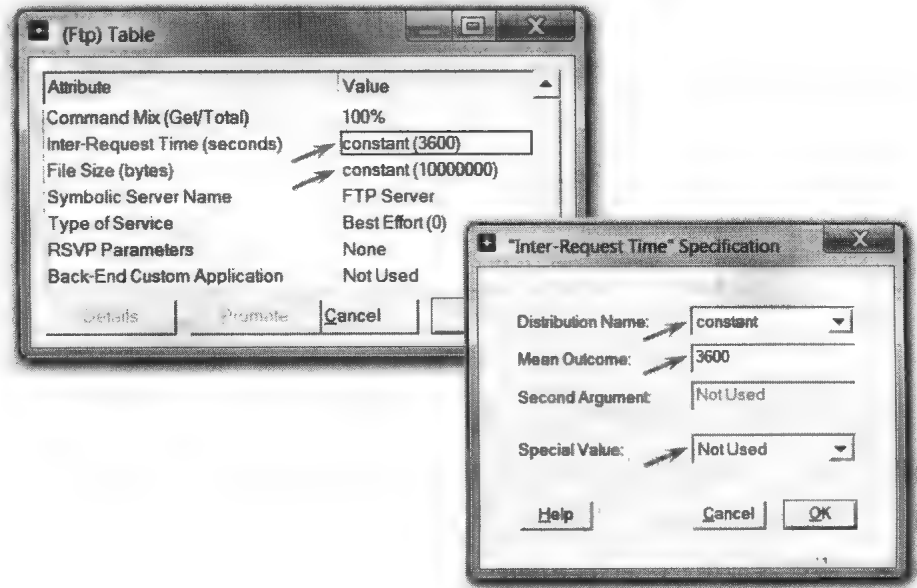 (Ftp) Table
Attribute Value
Command Mix (Get/Total) 100%
Inter-Request Time (seconds) constant (3600)
File Size (bytes) constant (10000000)
Symbolic Server Name FTP Server
Type of Service Best Effort (0)
RSVP Parameters None
Back-End Custom Application Not Used
Details Promote Cancel
"Inter-Request Time" Specification
Distribution Name: constant
Mean Outcome: 3600
Second Argument: Not Used
Special Value: Not Used
Help Cancel OK